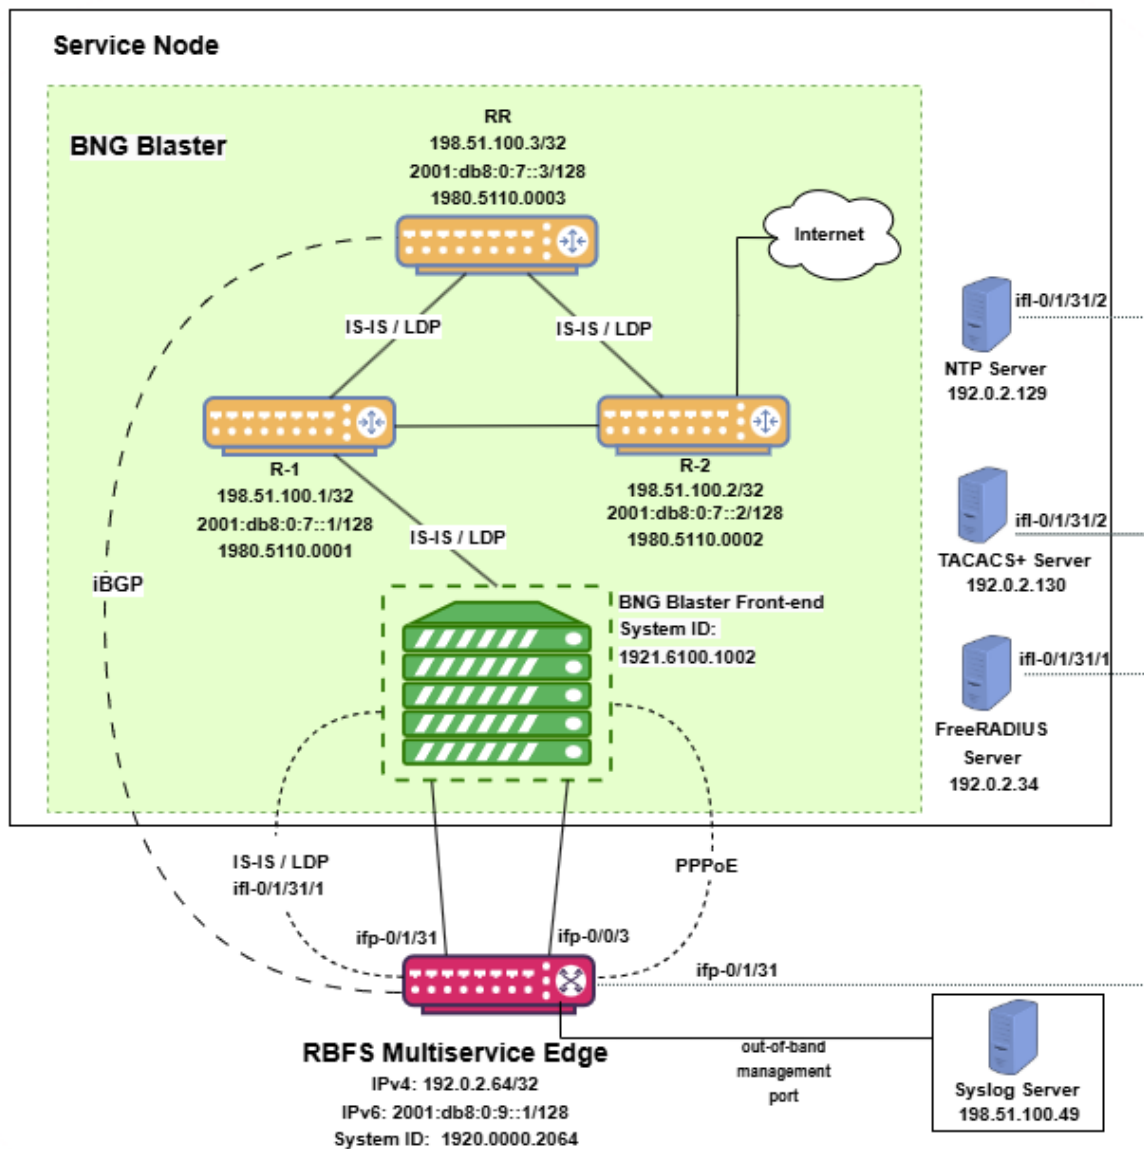 Service Node
BNG Blaster
RR
198.51.100.3/32
2001:db8:0:7::3/128
1980.5110.0003
Internet
IS-IS / LDP
IS-IS / LDP
R-1
198.51.100.1/32
2001:db8:0:7::1/128
1980.5110.0001
R-2
198.51.100.2/32
2001:db8:0:7::2/128
1980.5110.0002
IS-IS / LDP
iBGP
BNG Blaster Front-end
System ID:
1921.6100.1002
ifl-0/1/31/2
NTP Server
192.0.2.129
ifl-0/1/31/2
TACACS+ Server
192.0.2.130
ifl-0/1/31/1
FreeRADIUS
Server
192.0.2.34
IS-IS / LDP
ifl-0/1/31/1
PPPoE
ifp-0/1/31
ifp-0/0/3
ifp-0/1/31
RBFS Multiservice Edge
IPv4: 192.0.2.64/32
IPv6: 2001:db8:0:9::1/128
System ID: 1920.0000.2064
out-of-band
management
port
Syslog Server
198.51.100.49